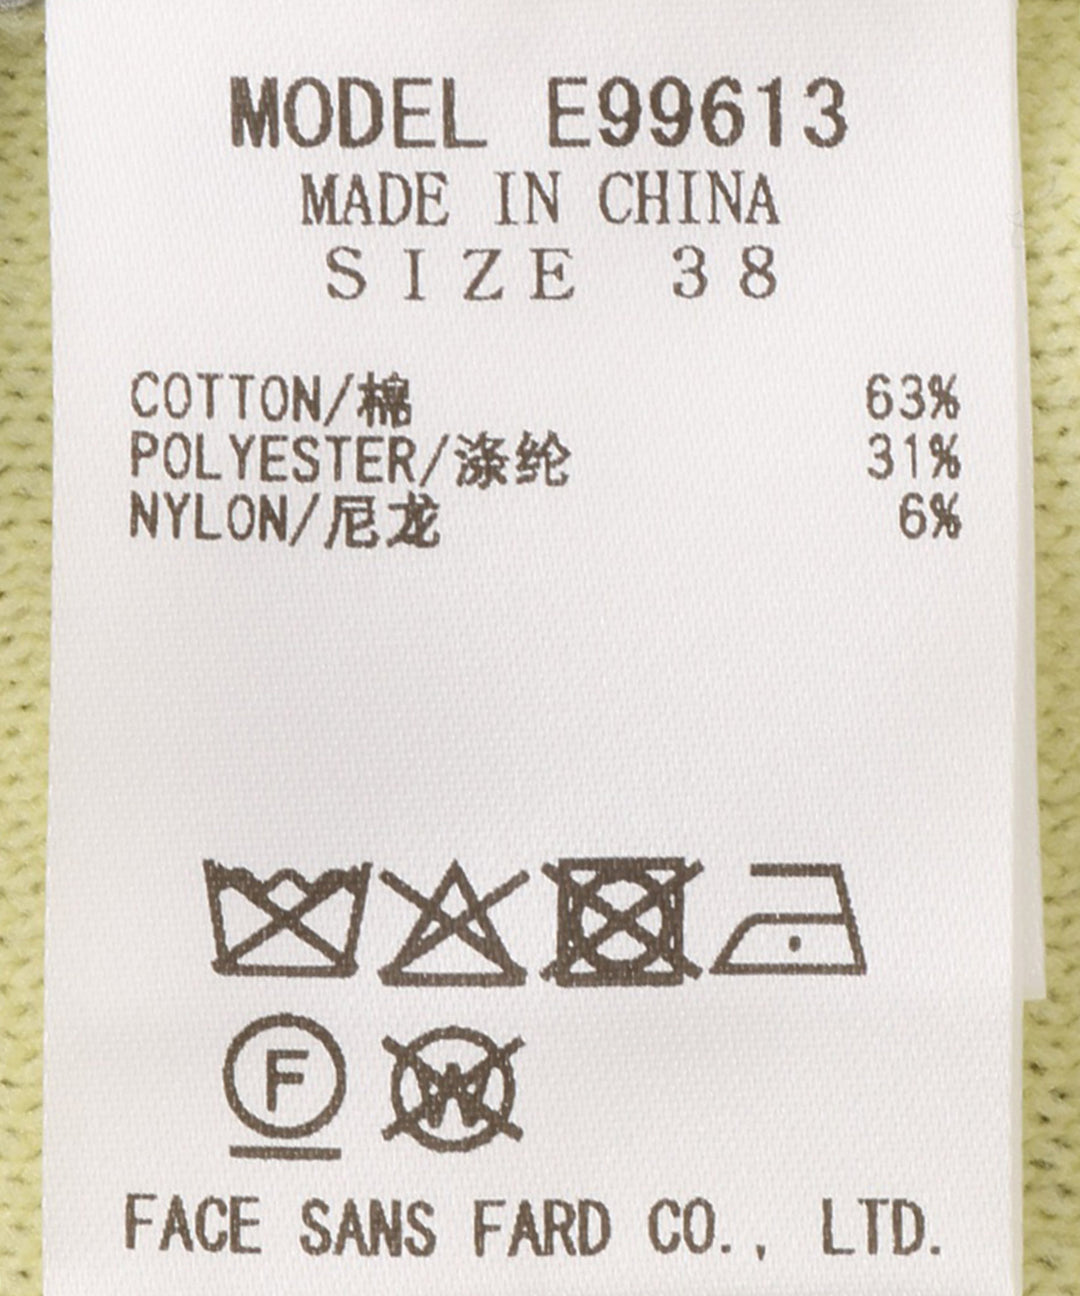 MODEL E99613
MADE IN CHINA
SIZE 38
COTTON/棉 63%
POLYESTER/涤纶 31%
NYLON/尼龙 6%
F W
FACE SANS FARD CO., LTD.